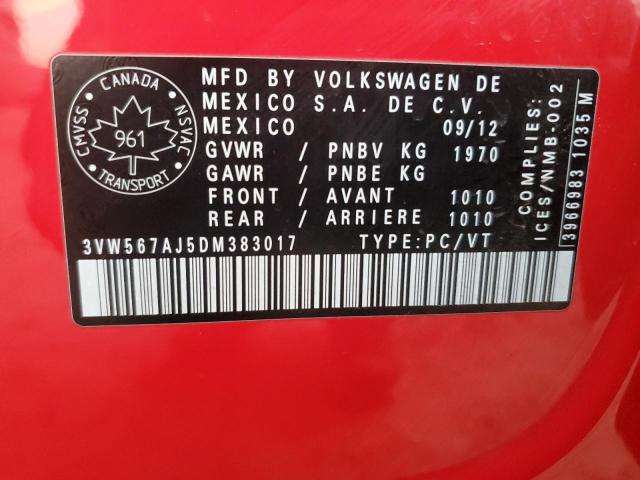 CANADA
CMVSS NSVAC
961
TRANSPORT
MFD BY VOLKSWAGEN DE
MEXICO S.A. DE C.V.
MEXICO 09/12
GVWR / PNBV KG 1970
GAWR / PNBE KG
FRONT / AVANT 1010
REAR / ARRIERE 1010
3VW567AJ5DM383017 TYPE:PC/VT
COMPLIES:
ICES/NMB-002
3966983 1035 M